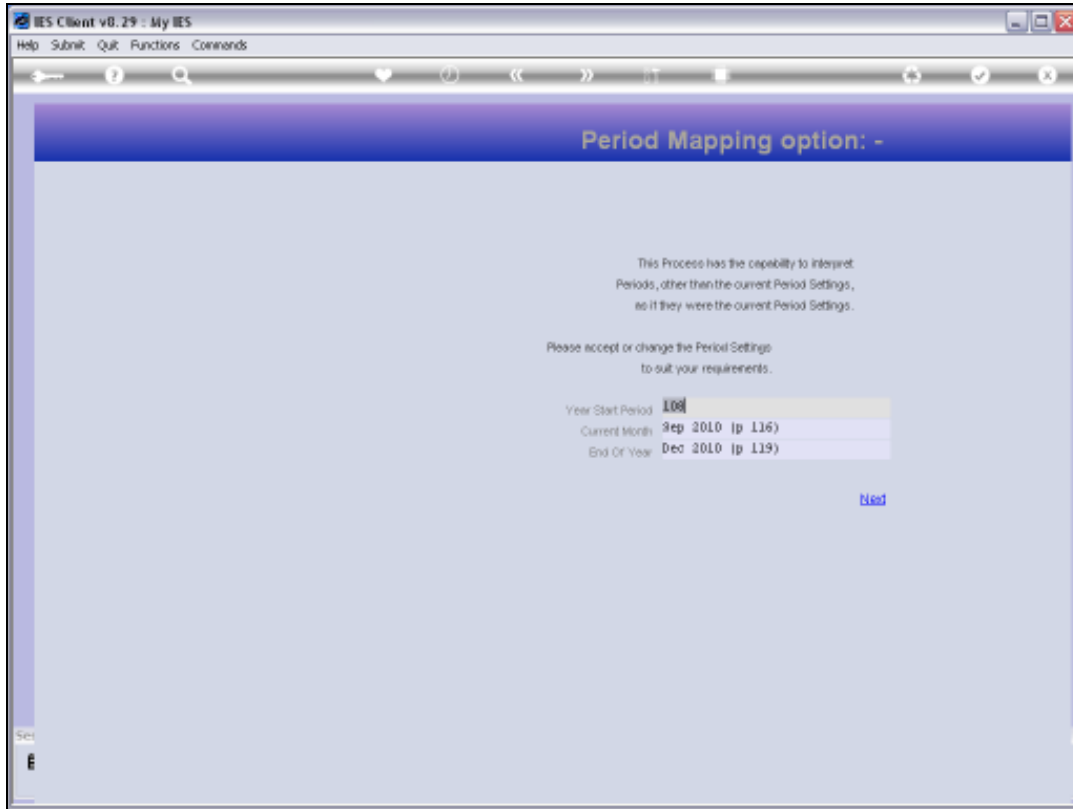 IES Client v8.29 : My IES
Help Submit Quit Functions Commands
Period Mapping option: -
This Process has the capability to interpret
Periods, other than the current Period Settings,
as if they were the current Period Settings.
Please accept or change the Period Settings
to suit your requirements.
Year Start Period 108
Current Month Sep 2010 (p 116)
End Of Year Dec 2010 (p 119)
Next
Ses